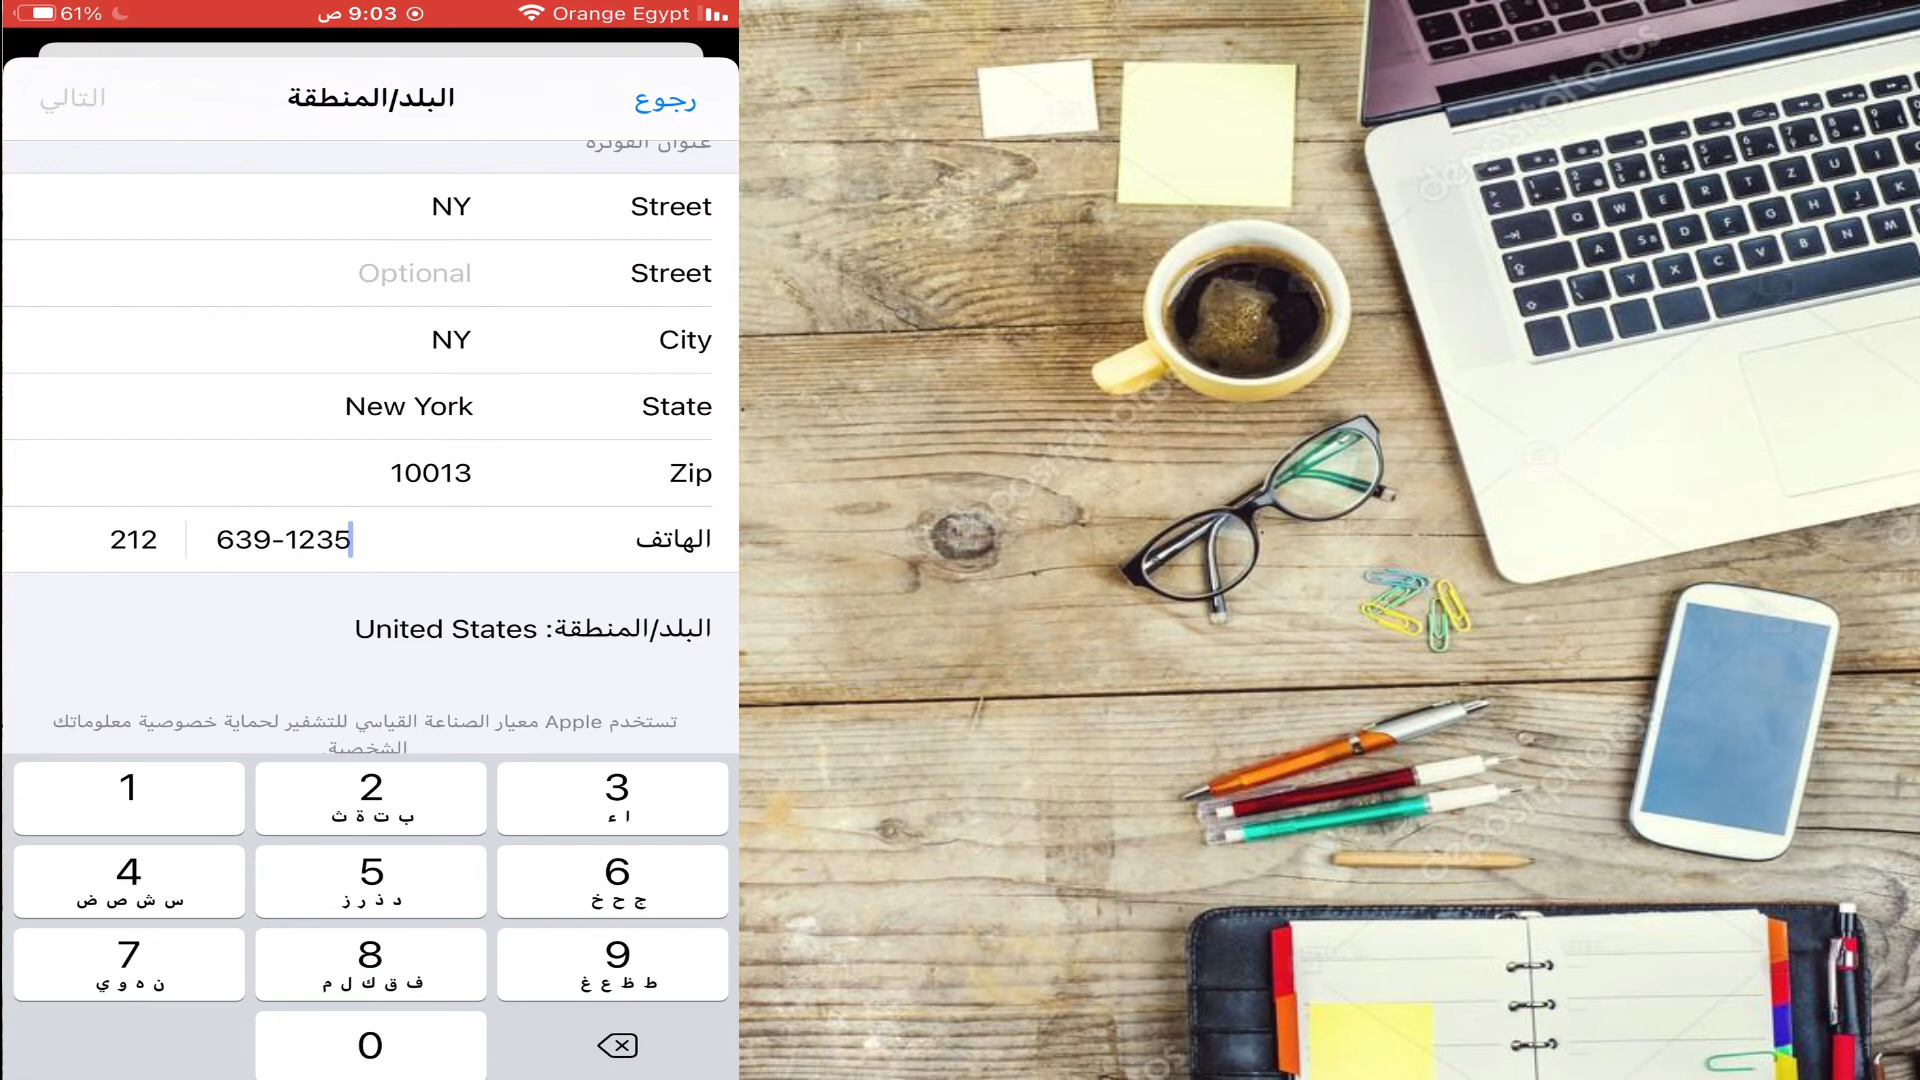 61% 9:03 ص Orange Egypt
رجوع البلد/المنطقة التالي
عنوان الفوترة
Street NY
Street Optional
City NY
State New York
Zip 10013
الهاتف 212 639-1235
البلد/المنطقة: United States
تستخدم Apple معيار الصناعة القياسي للتشفير لحماية خصوصية معلوماتك
الشخصية.
1 2 3
ب ت ة ث ا ء
4 5 6
س ش ص ض د ذ ر ز ج ح خ
7 8 9
ن ه و ي ف ق ك ل م ط ظ ع غ
0
depositphotos